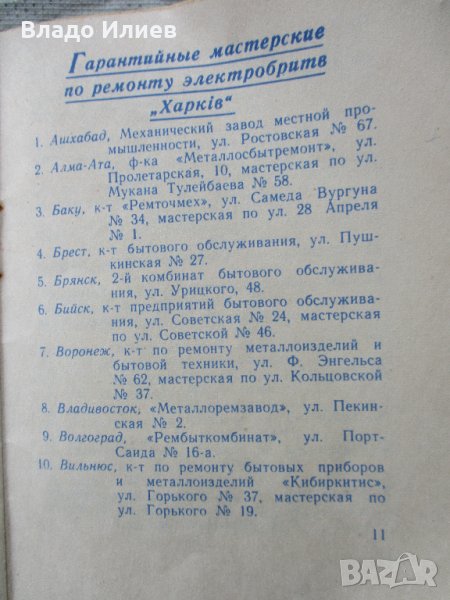 Владо Илиев
Гарантийные мастерские
по ремонту электробритв
„Харків“
1. Ашхабад, Механический завод местной про-
мышленности, ул. Ростовская № 67.
2. Алма-Ата, ф-ка «Металлосбытремонт», ул.
Пролетарская, 10, мастерская по ул.
Мукана Тулейбаева № 58.
3. Баку, к-т «Ремточмех», ул. Самеда Вургуна
№ 34, мастерская по ул. 28 Апреля
№ 1.
4. Брест, к-т бытового обслуживания, ул. Пуш-
кинская № 27.
5. Брянск, 2-й комбинат бытового обслужива-
ния, ул. Урицкого, 48.
6. Бийск, к-т предприятий бытового обслужива-
ния, ул. Советская № 24, мастерская
по ул. Советской № 46.
7. Воронеж, к-т по ремонту металлоизделий и
бытовой техники, ул. Ф. Энгельса
№ 62, мастерская по ул. Кольцовской
№ 37.
8. Владивосток, «Металлоремзавод», ул. Пекин-
ская № 2.
9. Волгоград, «Рембыткомбинат», ул. Порт-
Саида № 16-а.
10. Вильнюс, к-т по ремонту бытовых приборов
и металлоизделий «Кибиркнтис»,
ул. Горького № 37, мастерская по
ул. Горького № 19.
11
BAZAR.bg